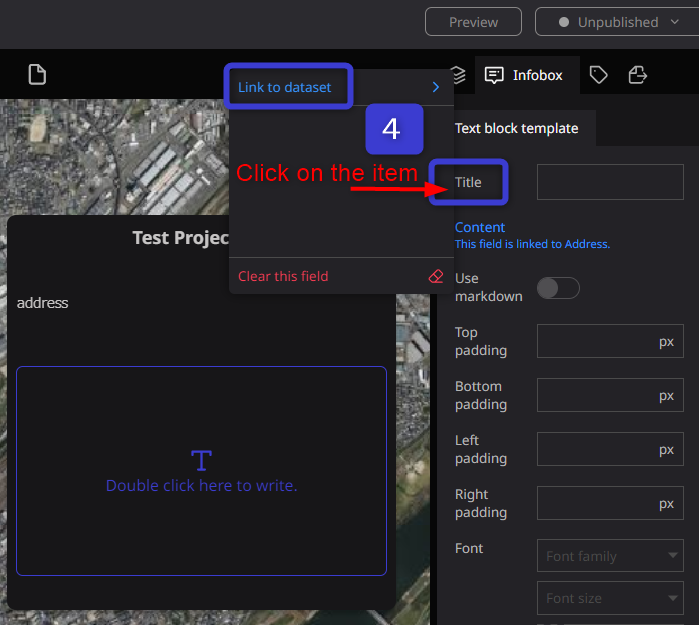 Preview
Unpublished
Link to dataset
Infobox
4
Text block template
Click on the item
Title
Content
This field is linked to Address.
Test Projec
Clear this field
Use
markdown
address
Top
padding
px
Bottom
padding
px
Left
padding
px
T
Double click here to write.
Right
padding
px
Font
Font family
Font size